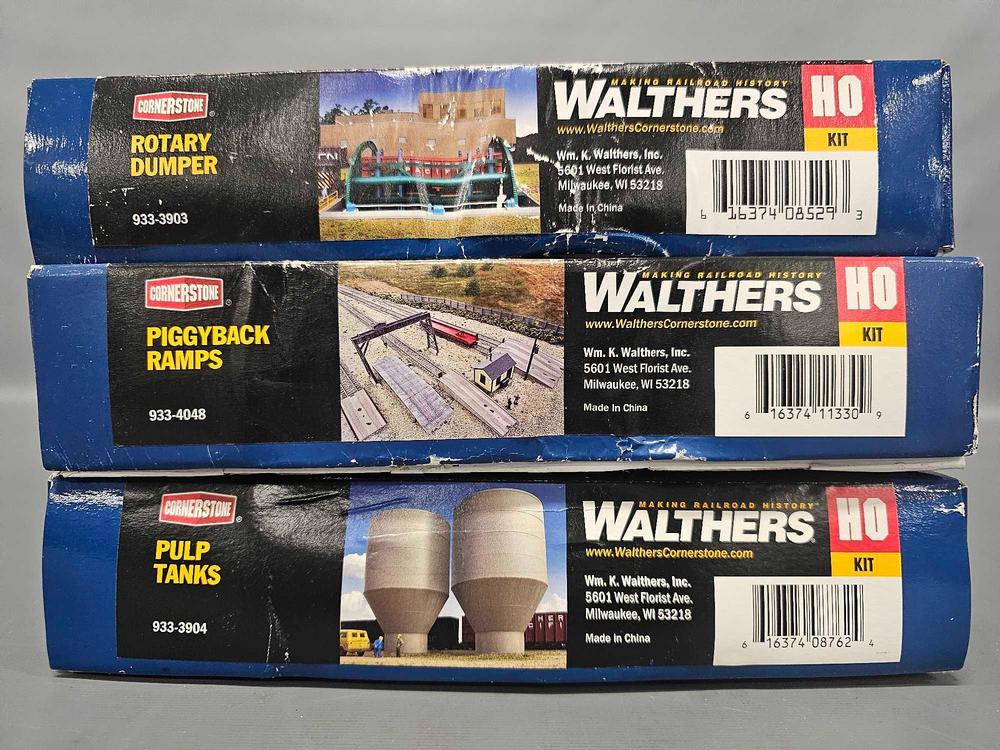 CORNERSTONE®
ROTARY
DUMPER
933-3903
MAKING RAILROAD HISTORY™
WALTHERS
www.WalthersCornerstone.com
Wm. K. Walthers, Inc.
5601 West Florist Ave.
Milwaukee, WI 53218
Made In China
HO
KIT
6 16374 08529 3
CORNERSTONE®
PIGGYBACK
RAMPS
933-4048
MAKING RAILROAD HISTORY™
WALTHERS
www.WalthersCornerstone.com
Wm. K. Walthers, Inc.
5601 West Florist Ave.
Milwaukee, WI 53218
Made In China
HO
KIT
6 16374 11330 9
CORNERSTONE®
PULP
TANKS
933-3904
MAKING RAILROAD HISTORY™
WALTHERS
www.WalthersCornerstone.com
Wm. K. Walthers, Inc.
5601 West Florist Ave.
Milwaukee, WI 53218
Made In China
HO
KIT
6 16374 08762 4